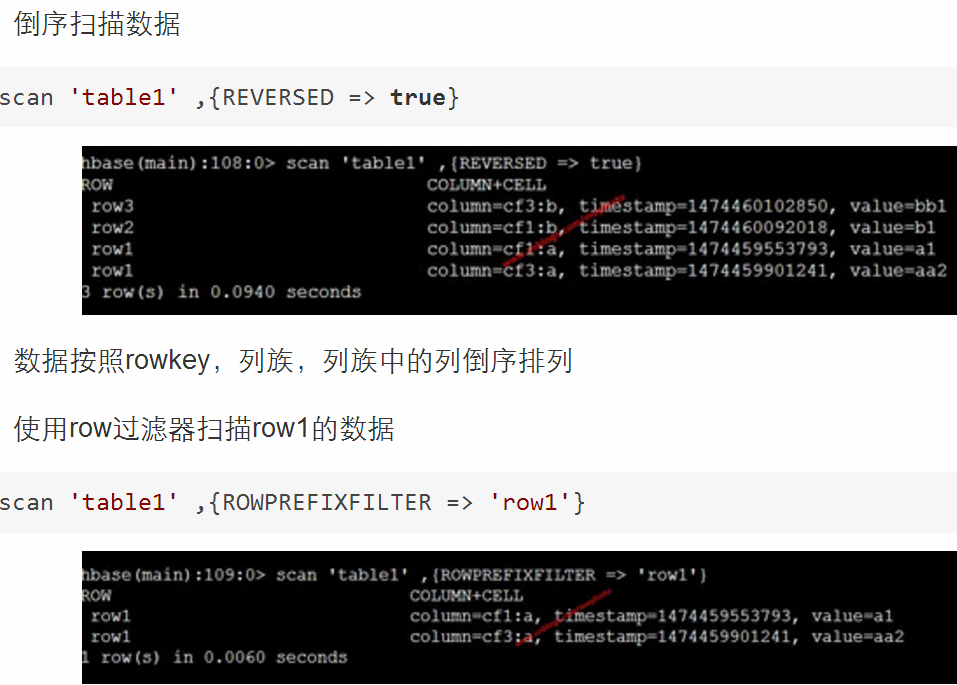 倒序扫描数据
scan 'table1' ,{REVERSED => true}
hbase(main):108:0> scan 'table1' ,{REVERSED => true}
ROW COLUMN+CELL
row3 column=cf3:b, timestamp=1474460102850, value=bb1
row2 column=cf1:b, timestamp=1474460092018, value=b1
row1 column=cf1:a, timestamp=1474459553793, value=a1
row1 column=cf3:a, timestamp=1474459901241, value=aa2
3 row(s) in 0.0940 seconds
数据按照rowkey，列族，列族中的列倒序排列
使用row过滤器扫描row1的数据
scan 'table1' ,{ROWPREFIXFILTER => 'row1'}
hbase(main):109:0> scan 'table1' ,{ROWPREFIXFILTER => 'row1'}
ROW COLUMN+CELL
row1 column=cf1:a, timestamp=1474459553793, value=a1
row1 column=cf3:a, timestamp=1474459901241, value=aa2
1 row(s) in 0.0060 seconds